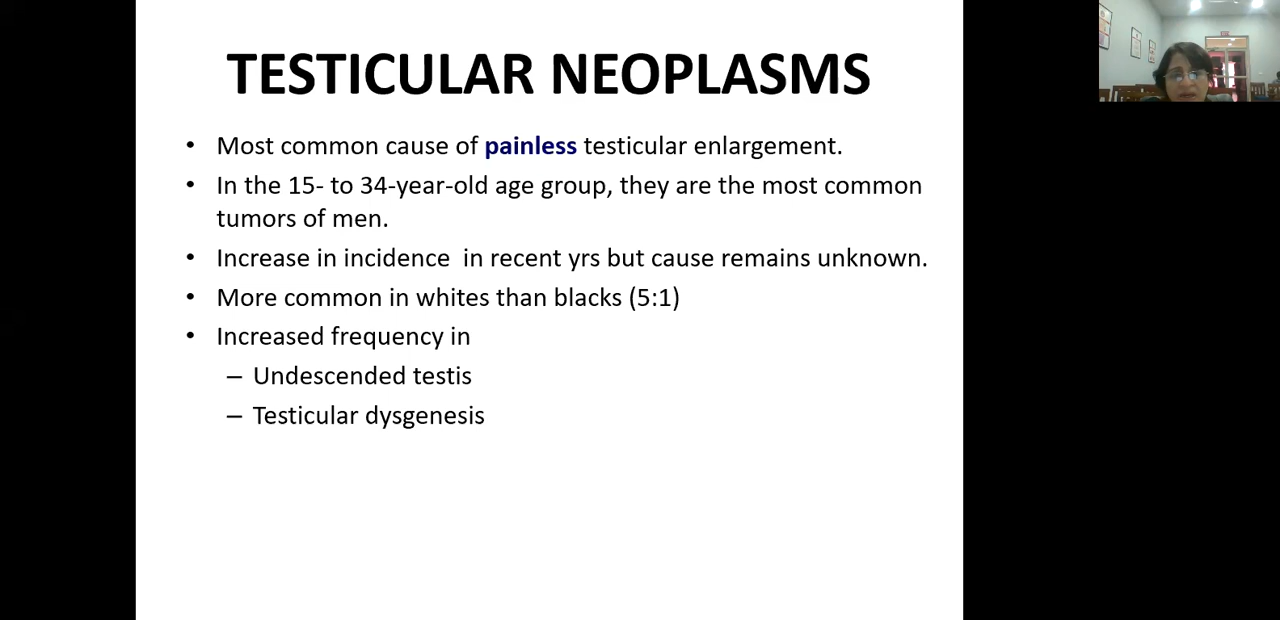 TESTICULAR NEOPLASMS
• Most common cause of painless testicular enlargement.
• In the 15- to 34-year-old age group, they are the most common
tumors of men.
• Increase in incidence  in recent yrs but cause remains unknown.
• More common in whites than blacks (5:1)
• Increased frequency in
– Undescended testis
– Testicular dysgenesis